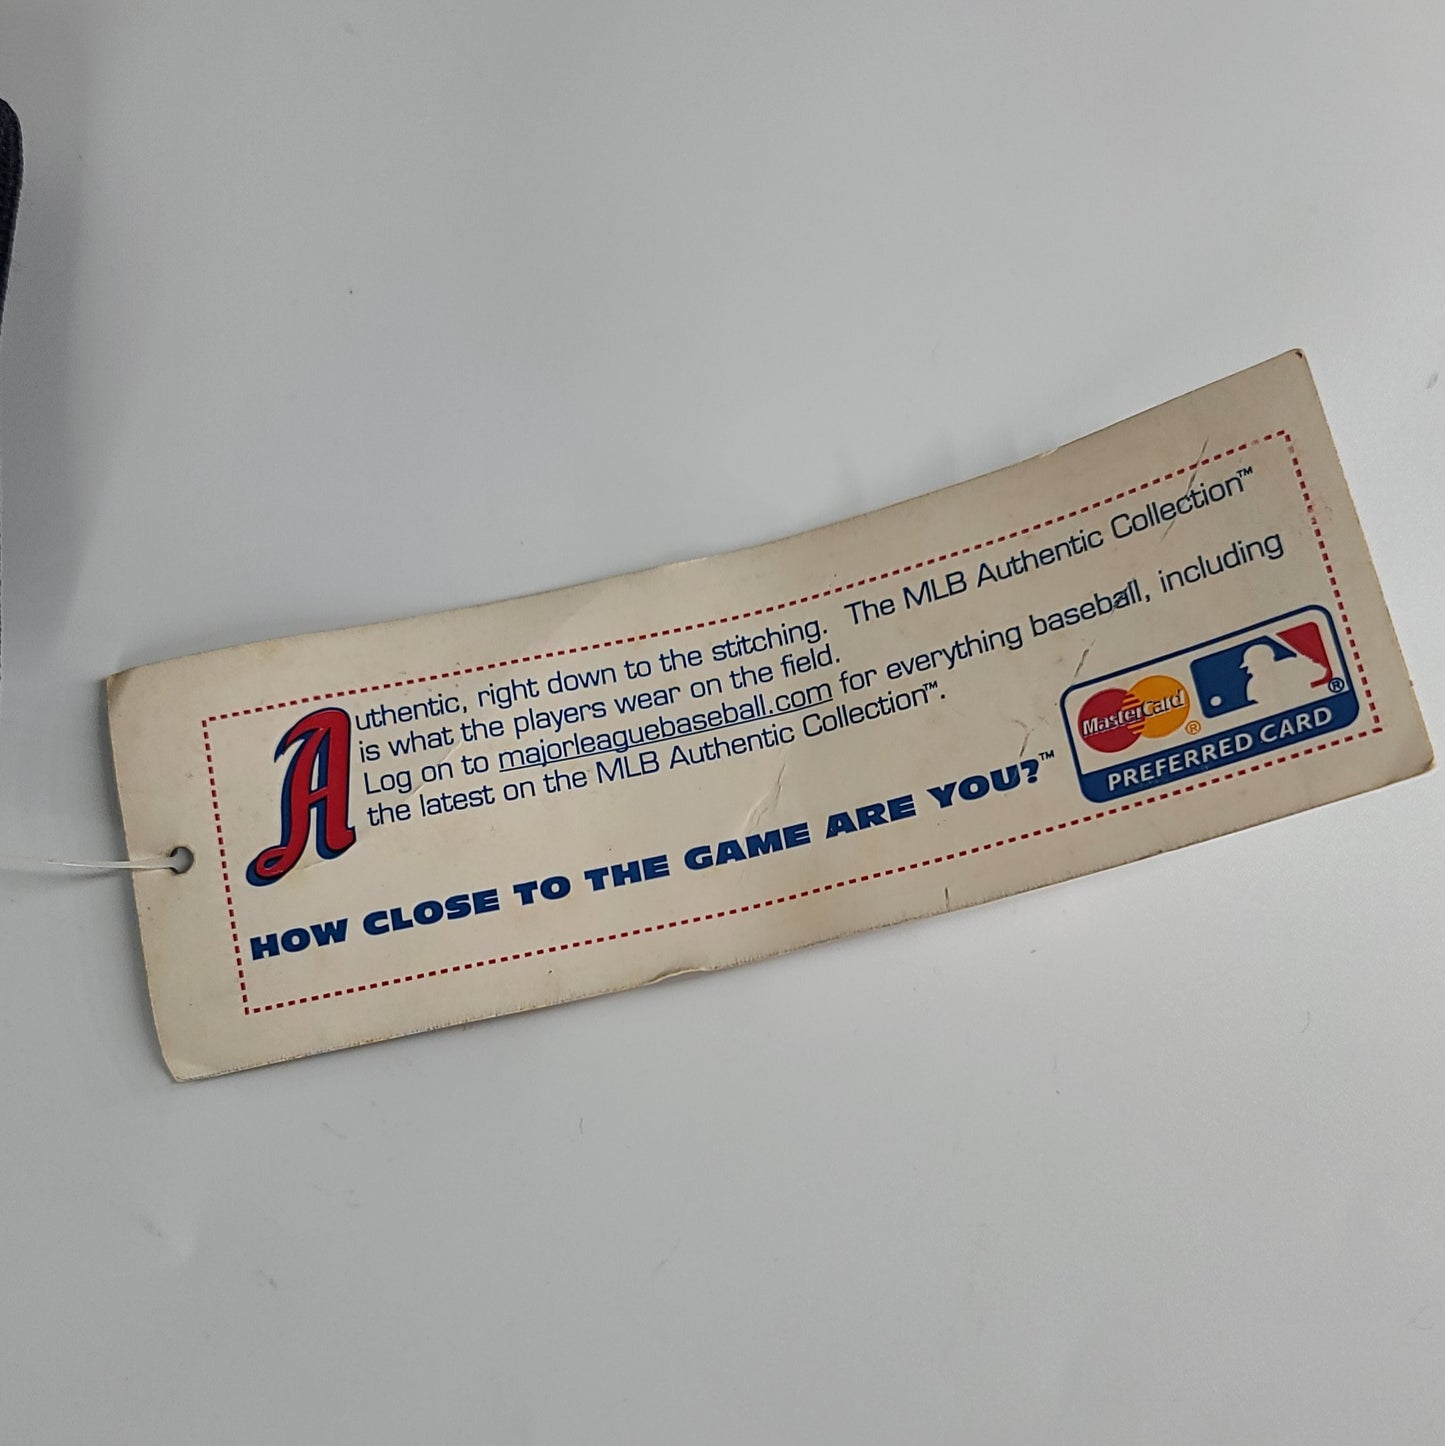 Authentic, right down to the stitching. The MLB Authentic Collection™
is what the players wear on the field.
Log on to majorleaguebaseball.com for everything baseball, including
the latest on the MLB Authentic Collection™.
HOW CLOSE TO THE GAME ARE YOU?™
MasterCard®
®
PREFERRED CARD